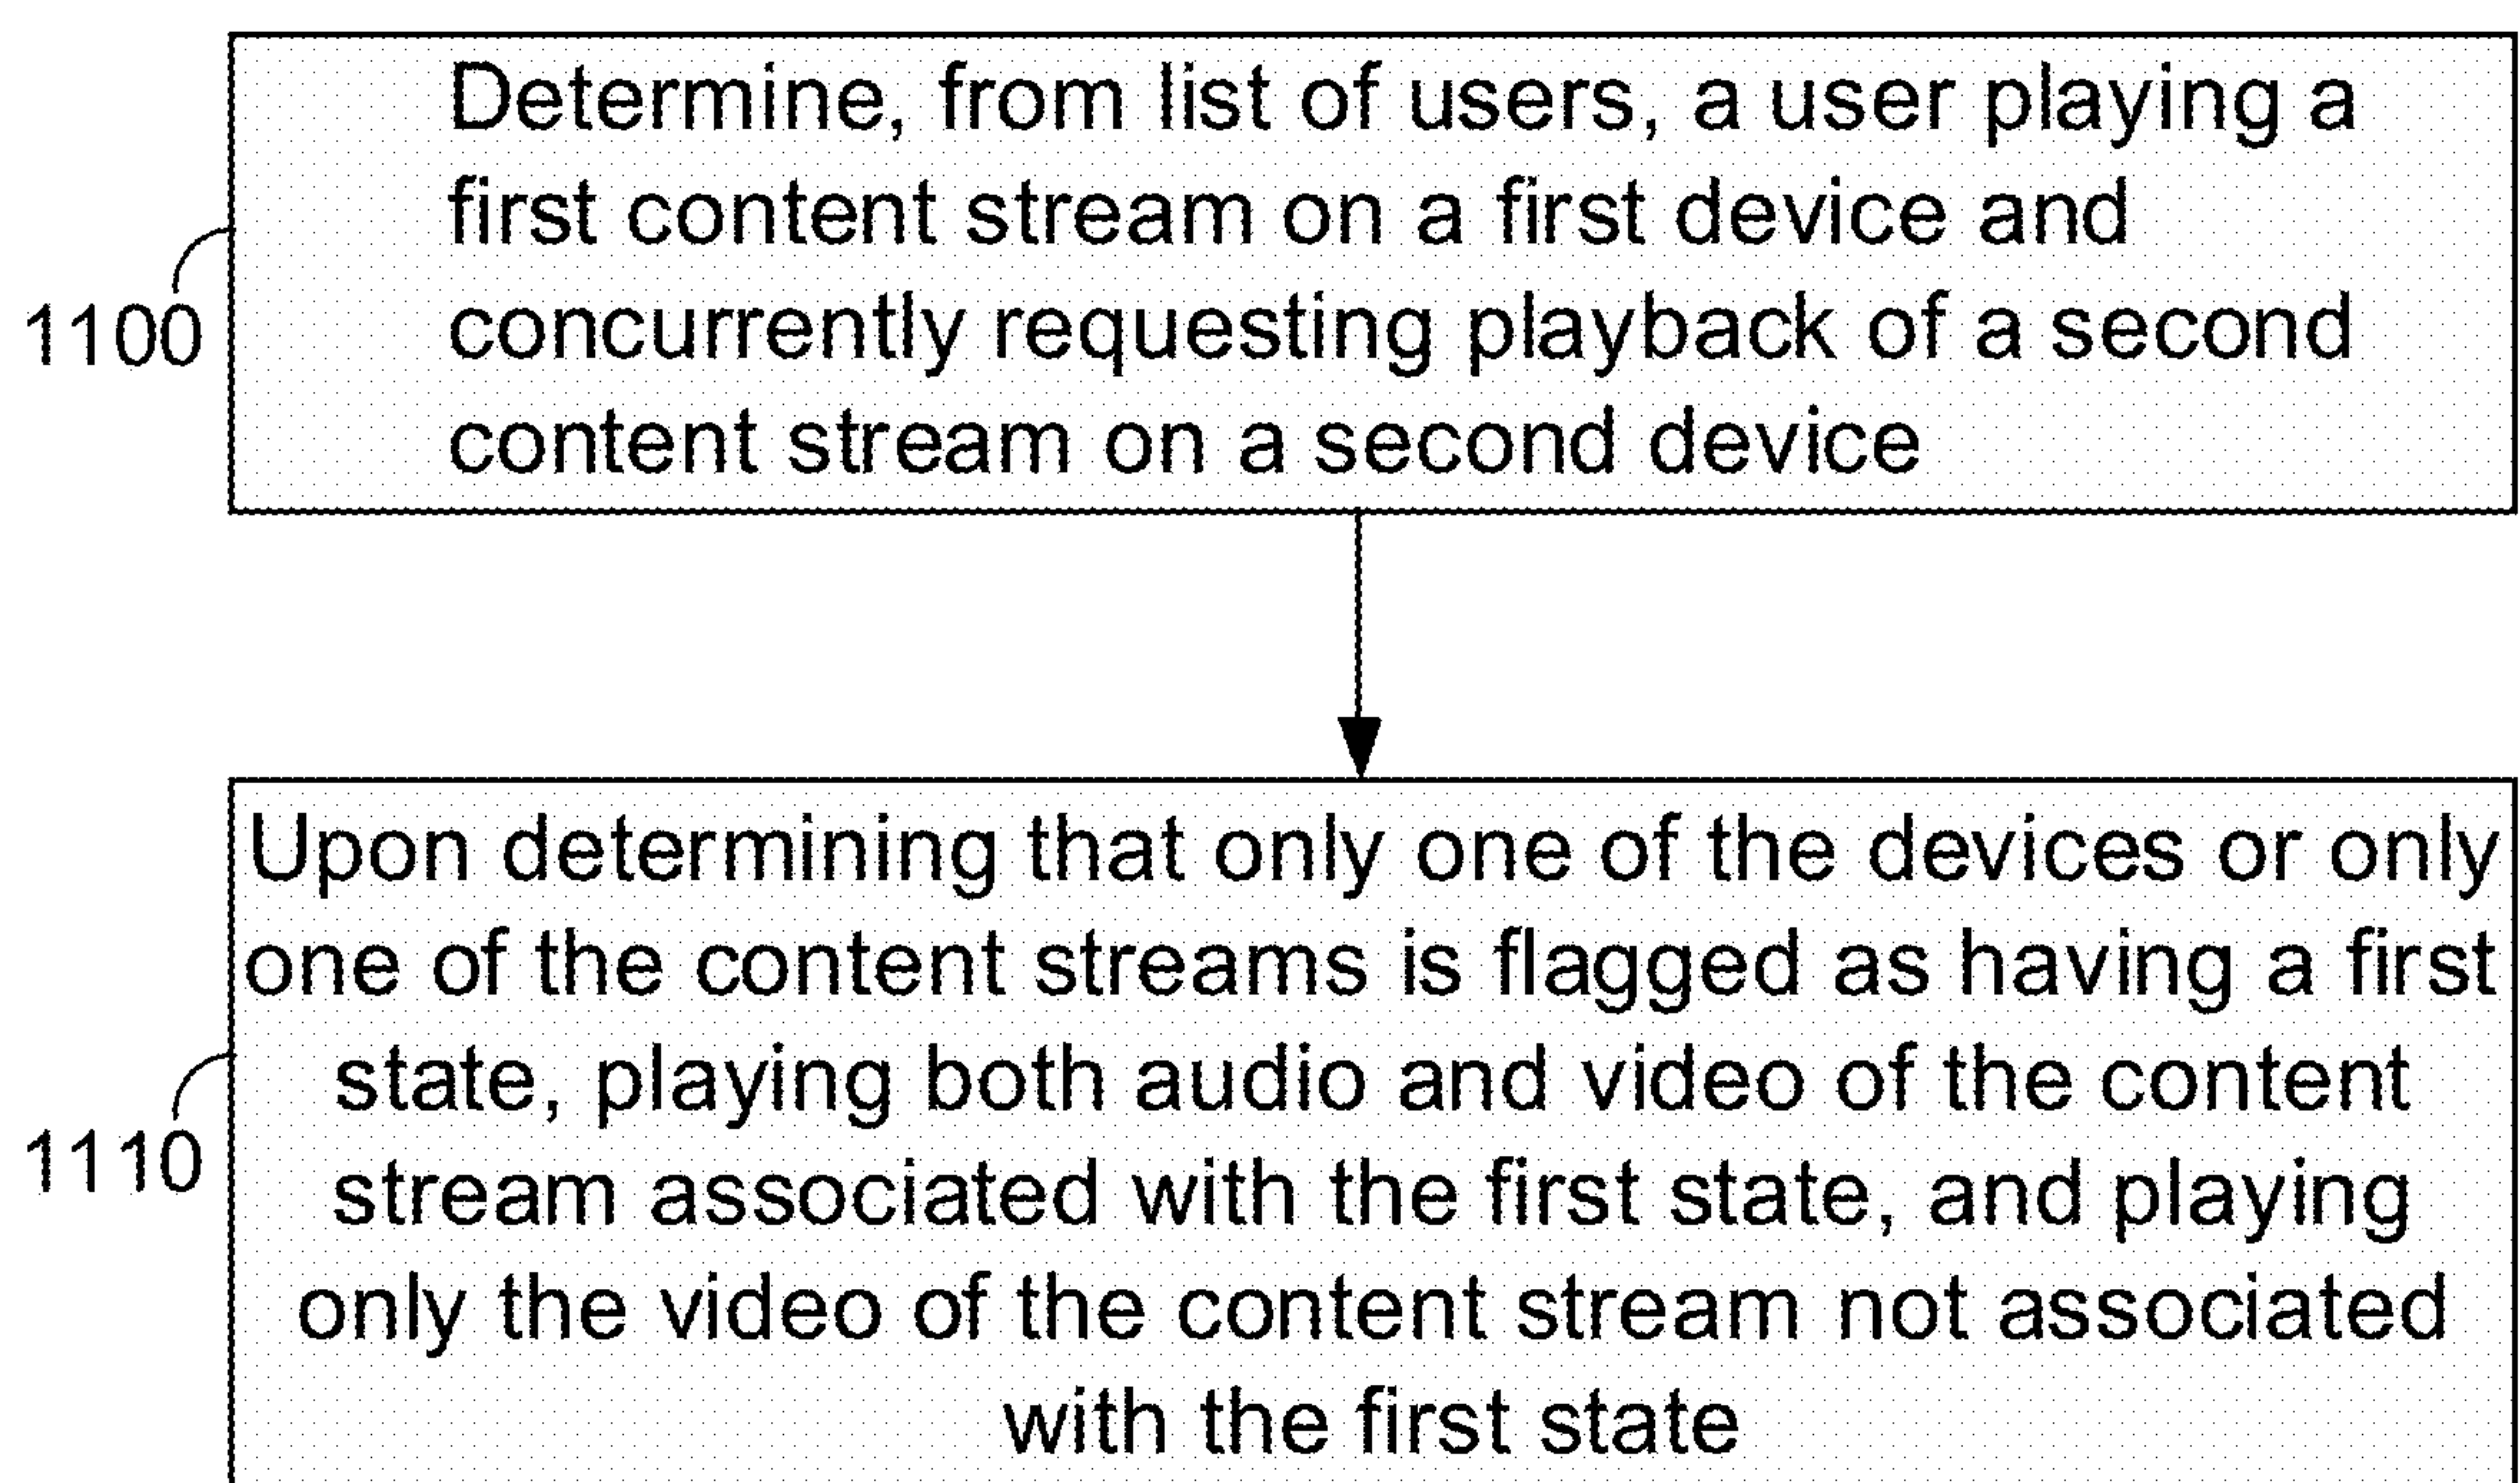 Determine, from list of users, a user playing a
first content stream on a first device and
concurrently requesting playback of a second
content stream on a second device
1100
Upon determining that only one of the devices or only
one of the content streams is flagged as having a first
state, playing both audio and video of the content
stream associated with the first state, and playing
only the video of the content stream not associated
with the first state
1110